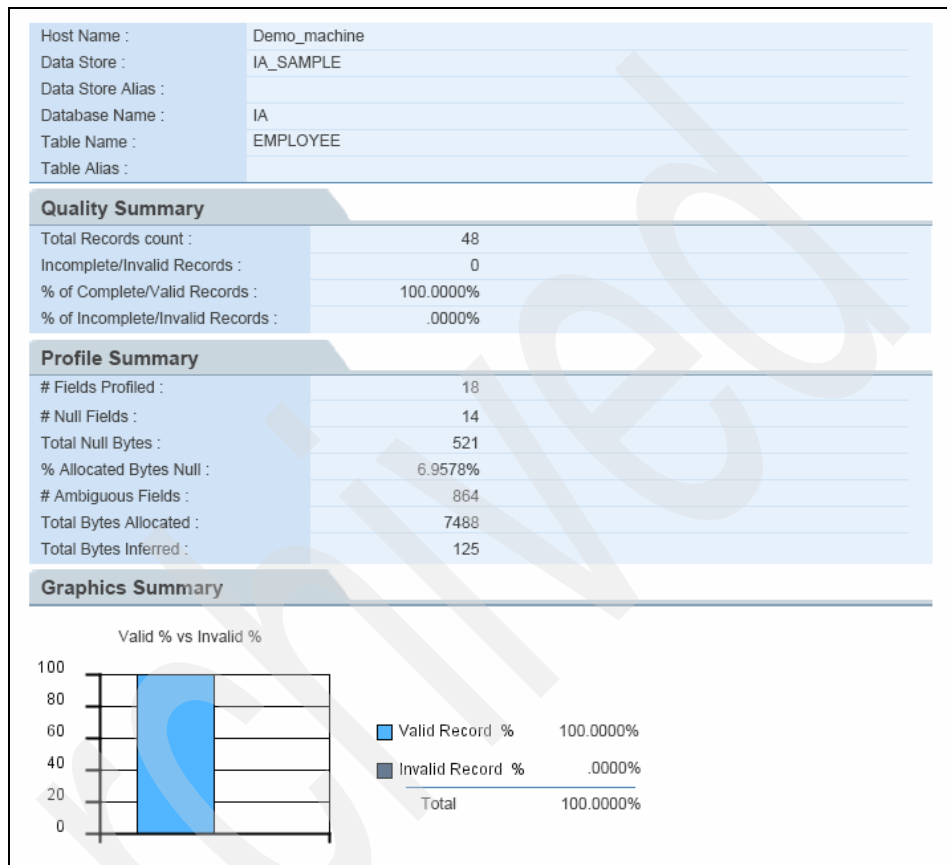 Host Name : Demo_machine
Data Store : IA_SAMPLE
Data Store Alias :
Database Name : IA
Table Name : EMPLOYEE
Table Alias :
Quality Summary
Total Records count : 48
Incomplete/Invalid Records : 0
% of Complete/Valid Records : 100.0000%
% of Incomplete/Invalid Records : .0000%
Profile Summary
# Fields Profiled : 18
# Null Fields : 14
Total Null Bytes : 521
% Allocated Bytes Null : 6.9578%
# Ambiguous Fields : 864
Total Bytes Allocated : 7488
Total Bytes Inferred : 125
Graphics Summary
Valid % vs Invalid %
100
80
60
40
20
0
Valid Record % 100.0000%
Invalid Record % .0000%
Total 100.0000%
rchived